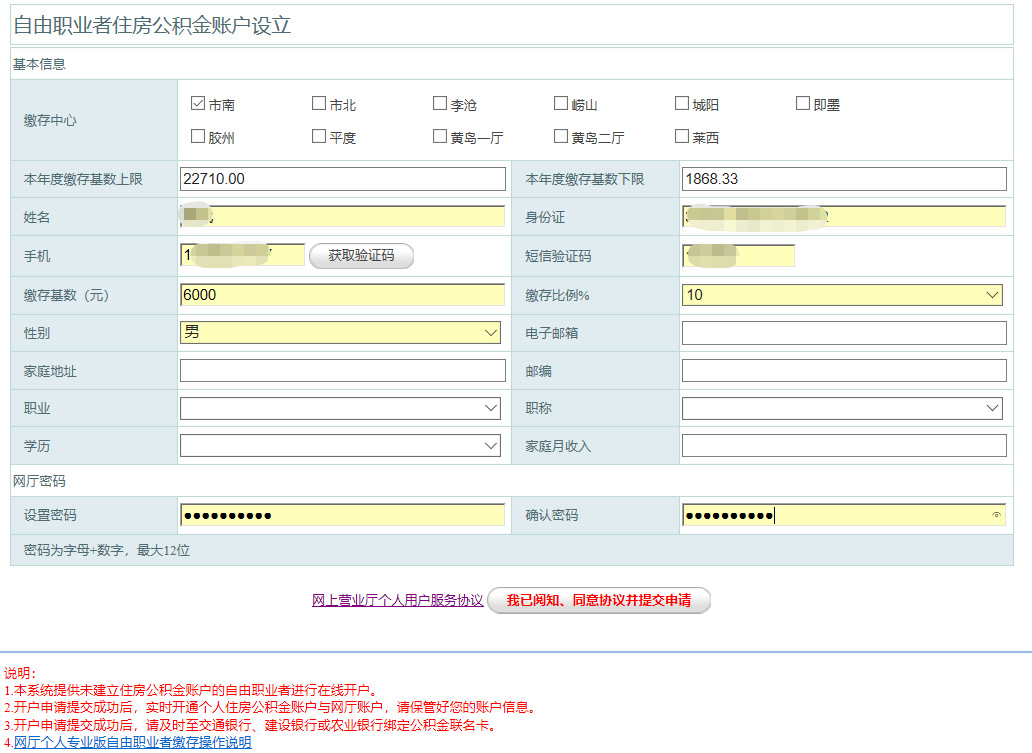 自由职业者住房公积金账户设立
基本信息
缴存中心
市南 市北 李沧 崂山 城阳 即墨
胶州 平度 黄岛一厅 黄岛二厅 莱西
本年度缴存基数上限 22710.00 本年度缴存基数下限 1868.33
姓名 身份证
手机 1 获取验证码 短信验证码
缴存基数（元） 6000 缴存比例% 10
性别 男 电子邮箱
家庭地址 邮编
职业 职称
学历 家庭月收入
网厅密码
设置密码 ●●●●●●●●●● 确认密码 ●●●●●●●●●●
密码为字母+数字，最大12位
网上营业厅个人用户服务协议 我已阅知、同意协议并提交申请
说明：
1.本系统提供未建立住房公积金账户的自由职业者进行在线开户。
2.开户申请提交成功后，实时开通个人住房公积金账户与网厅账户，请保管好您的账户信息。
3.开户申请提交成功后，请及时至交通银行、建设银行或农业银行绑定公积金联名卡。
4.网厅个人专业版自由职业者缴存操作说明